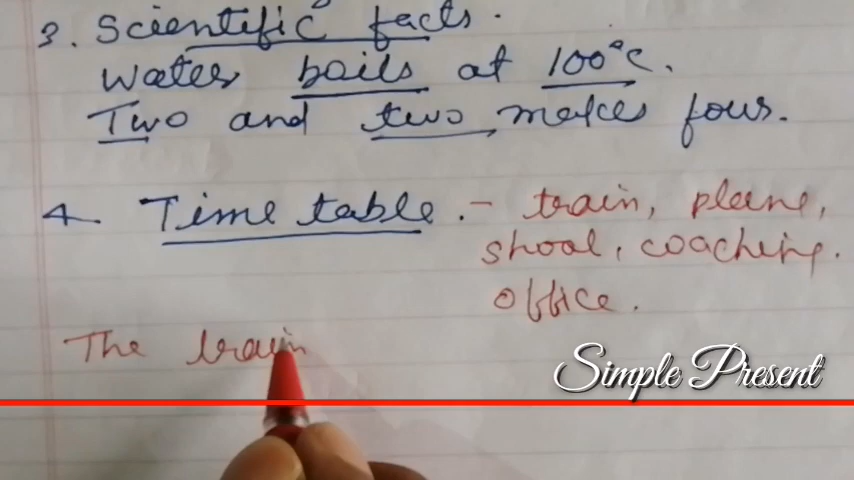 3. Scientific facts.
Water boils at 100°C.
Two and two makes four.
4. Time table. - train, plane,
shool, coaching.
office.
The train
Simple Present